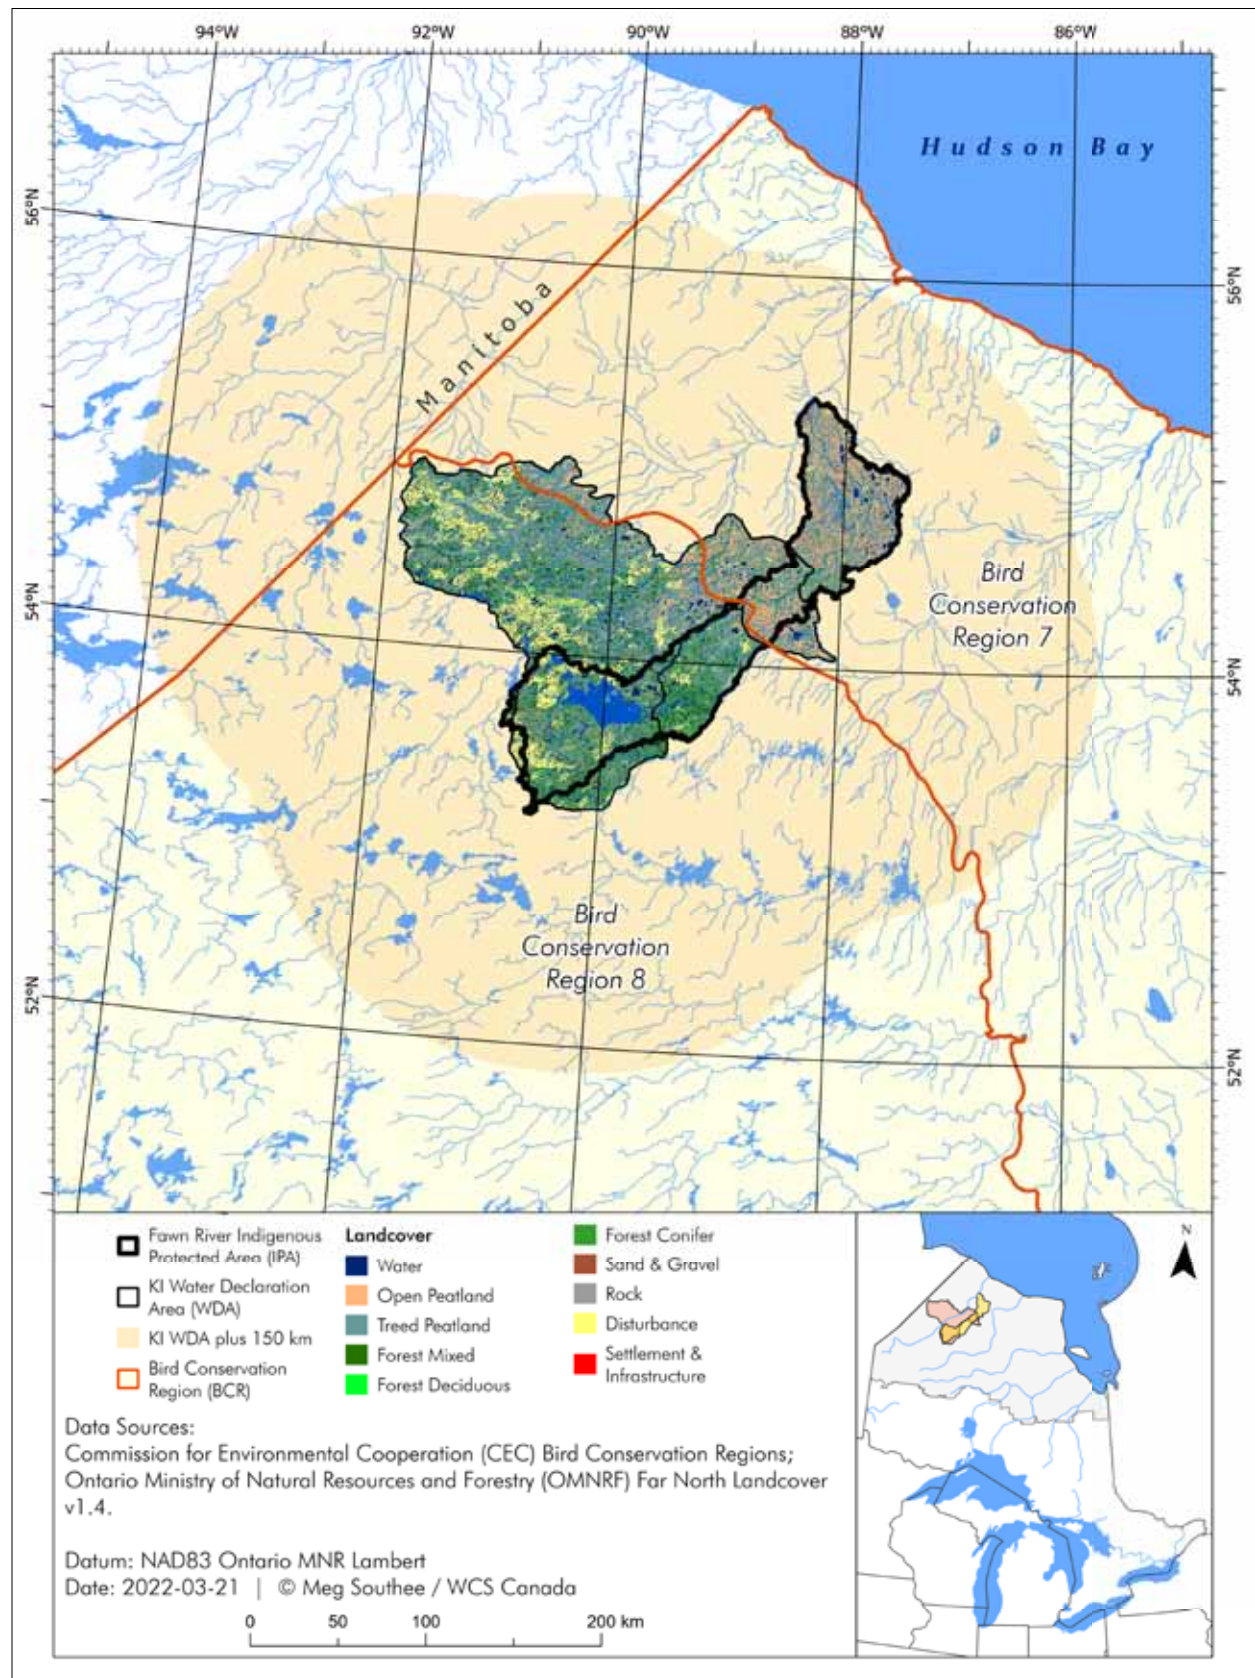 94°W 92°W 90°W 88°W 86°W
Hudson Bay
56°N
56°N
Manitoba
54°N
54°N
Bird
Conservation
Region 7
Bird
Conservation
Region 8
52°N
52°N
Fawn River Indigenous
Protected Area (IPA)
KI Water Declaration
Area (WDA)
KI WDA plus 150 km
Bird Conservation
Region (BCR)
Landcover
Water
Open Peatland
Treed Peatland
Forest Mixed
Forest Deciduous
Forest Conifer
Sand & Gravel
Rock
Disturbance
Settlement &
Infrastructure
N
Data Sources:
Commission for Environmental Cooperation (CEC) Bird Conservation Regions;
Ontario Ministry of Natural Resources and Forestry (OMNRF) Far North Landcover
v1.4.
Datum: NAD83 Ontario MNR Lambert
Date: 2022-03-21 | © Meg Southee / WCS Canada
0 50 100 200 km